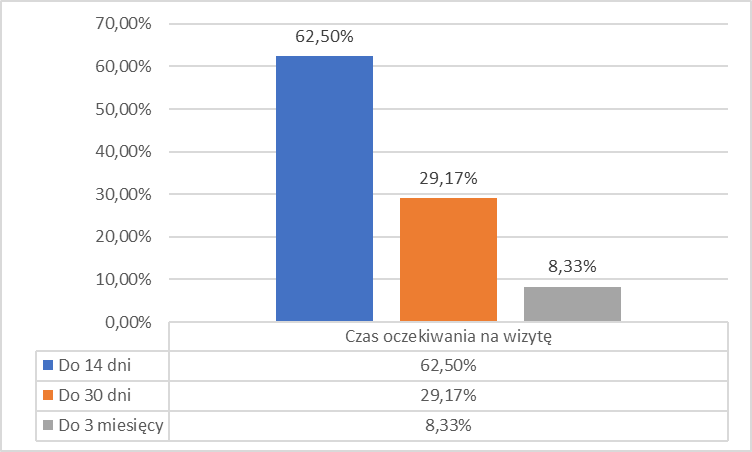 70,00%
62,50%
60,00%
50,00%
40,00%
29,17%
30,00%
20,00%
8,33%
10,00%
0,00%
Czas oczekiwania na wizytę
Do 14 dni 62,50%
Do 30 dni 29,17%
Do 3 miesięcy 8,33%